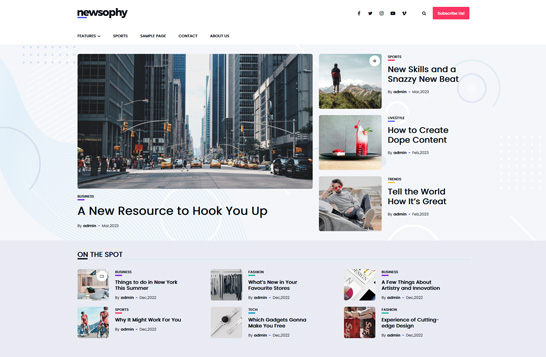 newsophy
Subscribe Us!
FEATURES SPORTS SAMPLE PAGE CONTACT ABOUT US
BUSINESS
A New Resource to Hook You Up
By admin • Mar,2023
SPORTS
New Skills and a
Snazzy New Beat
By admin • Mar,2023
LIFESTYLE
How to Create
Dope Content
By admin • Feb,2023
TRENDS
Tell the World
How It's Great
By admin • Feb,2023
ON THE SPOT
BUSINESS
Things to do in New York
This Summer
By admin • Dec,2022
FASHION
What's New in Your
Favourite Stores
By admin • Dec,2022
BUSINESS
A Few Things About
Artistry and Innovation
By admin • Dec,2022
SPORTS
Why It Might Work For You
By admin • Dec,2022
TECH
Which Gadgets Gonna
Make You Free
By admin • Dec,2022
FASHION
Experience of Cutting-
edge Design
By admin • Dec,2022